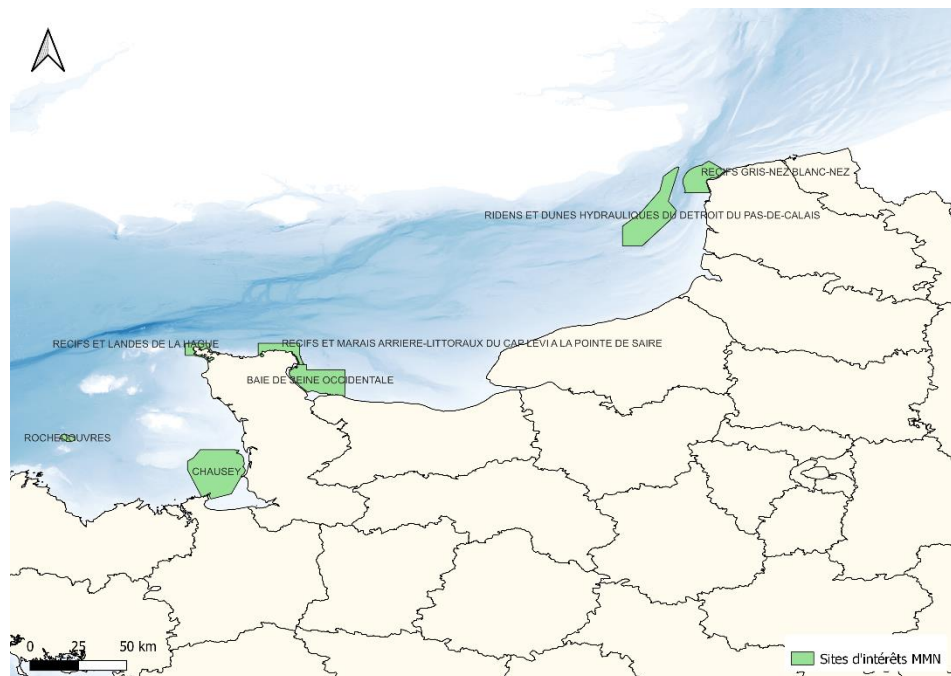 RECIFS GRIS-NEZ BLANC-NEZ
RIDENS ET DUNES HYDRAULIQUES DU DETROIT DU PAS-DE-CALAIS
RECIFS ET LANDES DE LA HAGUE
RECIFS ET MARAIS ARRIERE-LITTORAUX DU CAP LEVI A LA POINTE DE SAIRE
BAIE DE SEINE OCCIDENTALE
ROCHEDOUVRES
CHAUSEY
0 25 50 km
Sites d'intérêts MMN